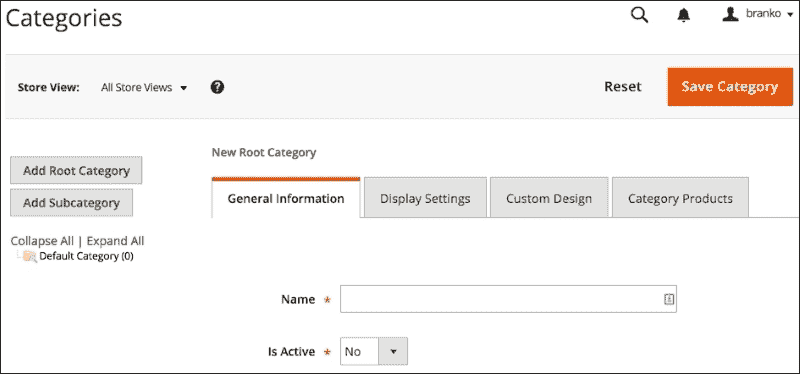 Categories
branko
Store View: All Store Views ?
Reset
Save Category
Add Root Category
Add Subcategory
Collapse All | Expand All
Default Category (0)
New Root Category
General Information
Display Settings
Custom Design
Category Products
Name *
Is Active * No